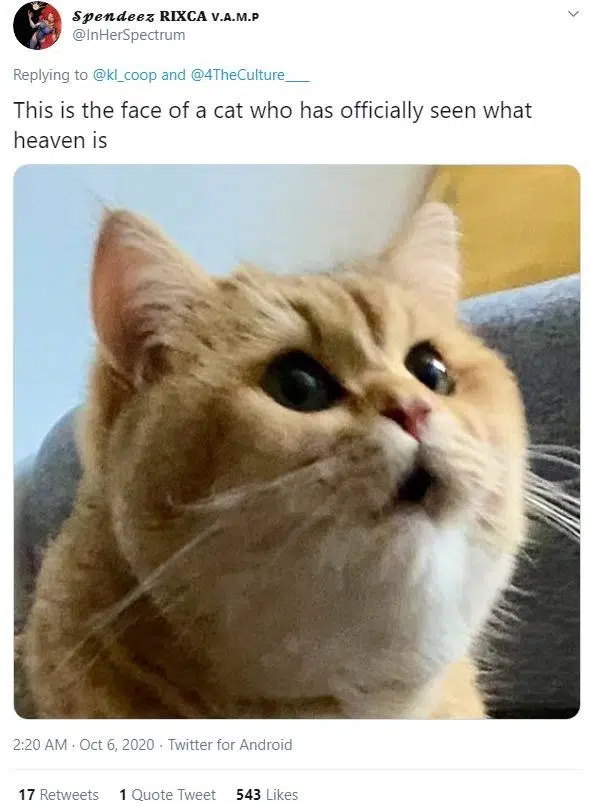 Spendeez RIXCA V.A.M.P
@InHerSpectrum
Replying to @kl_coop and @4TheCulture___
This is the face of a cat who has officially seen what
heaven is
2:20 AM · Oct 6, 2020 · Twitter for Android
17 Retweets 1 Quote Tweet 543 Likes